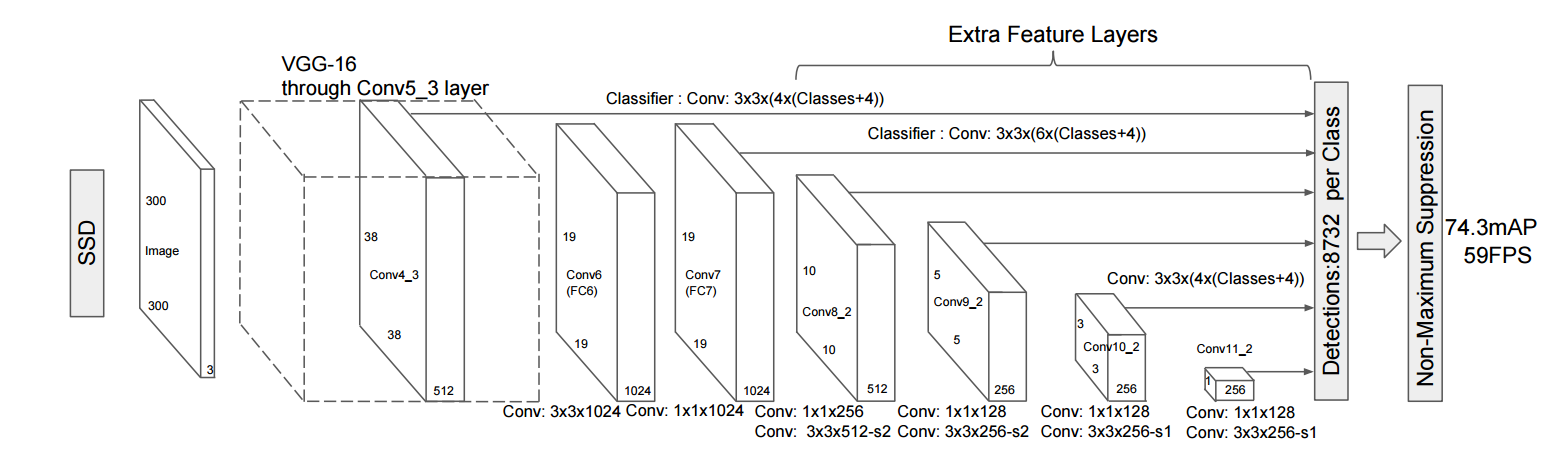 Extra Feature Layers
VGG-16
through Conv5_3 layer
Classifier : Conv: 3x3x(4x(Classes+4))
Classifier : Conv: 3x3x(6x(Classes+4))
SSD
300
Image
300
3
38
Conv4_3
38
512
19
Conv6
(FC6)
19
1024
19
Conv7
(FC7)
19
1024
10
Conv8_2
10
512
5
Conv9_2
5
256
Conv: 3x3x(4x(Classes+4))
3
Conv10_2
3
256
Conv11_2
1
256
Detections:8732 per Class
Non-Maximum Suppression
74.3mAP
59FPS
Conv: 3x3x1024
Conv: 1x1x1024
Conv: 1x1x256
Conv: 3x3x512-s2
Conv: 1x1x128
Conv: 3x3x256-s2
Conv: 1x1x128
Conv: 3x3x256-s1
Conv: 1x1x128
Conv: 3x3x256-s1